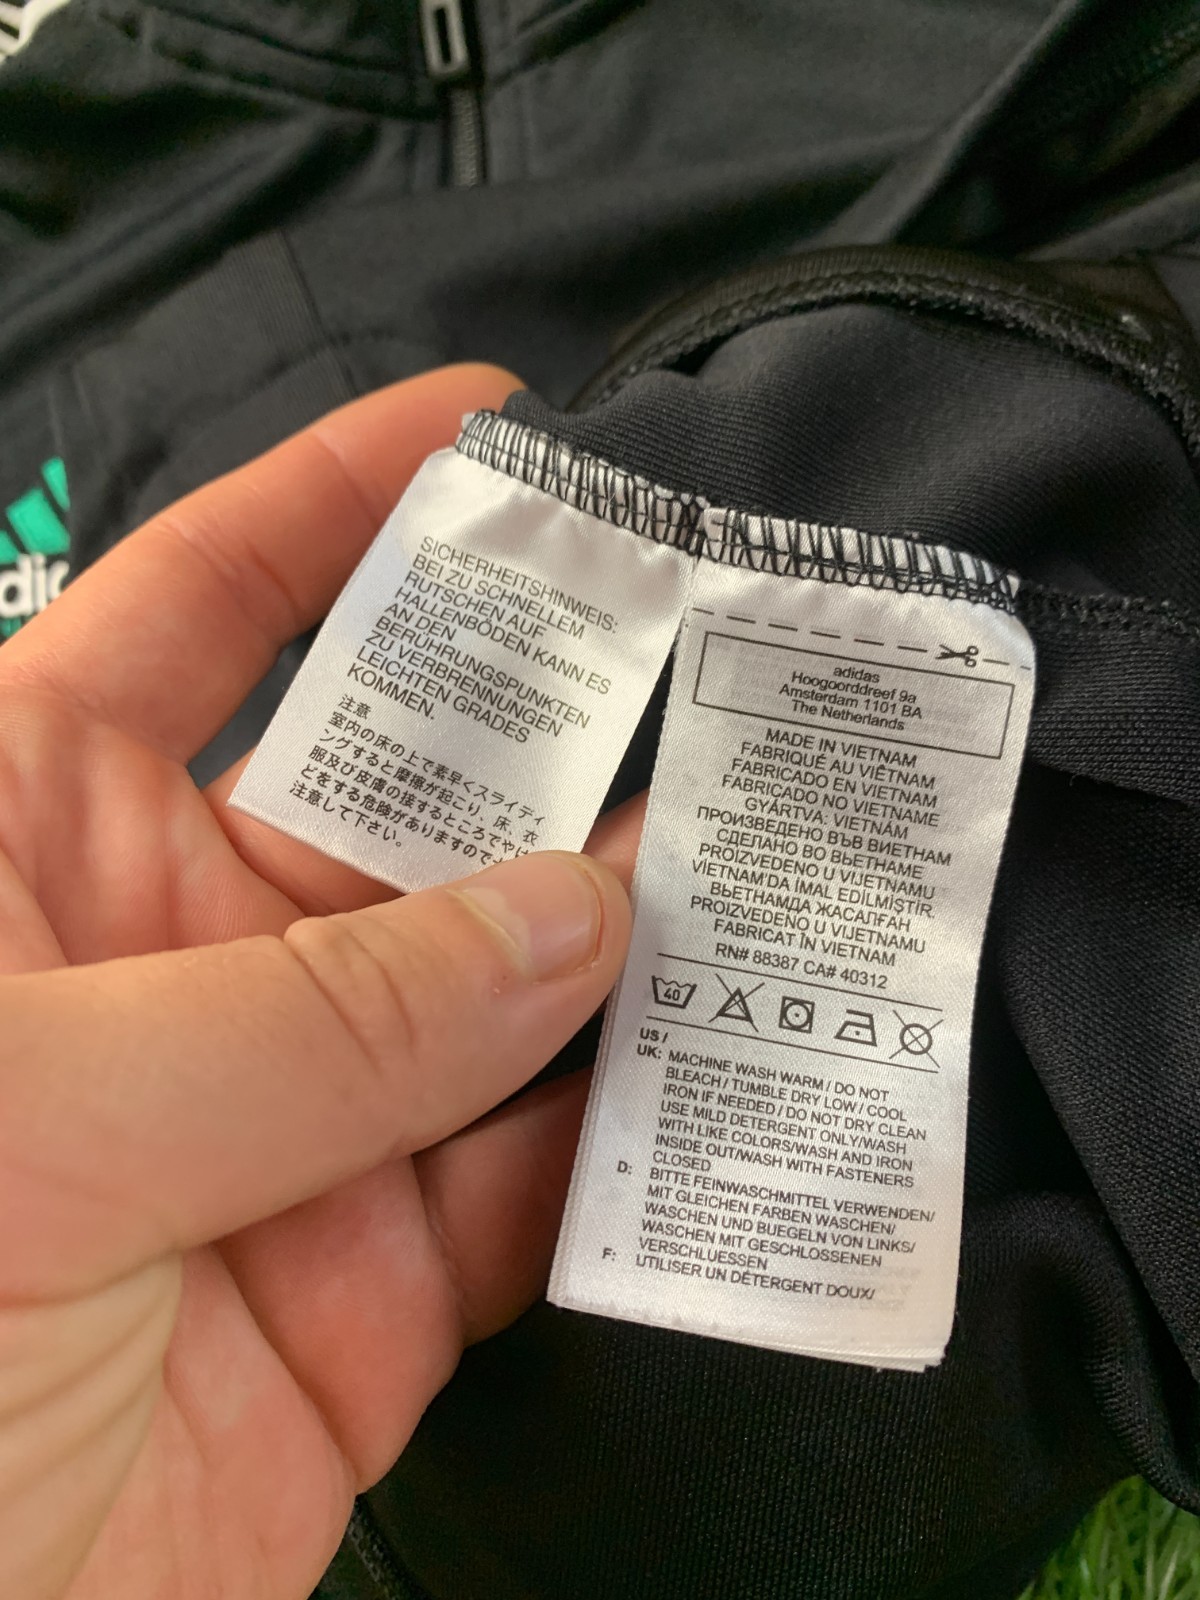 SICHERHEITSHINWEIS:
BEI ZU SCHNELLEM
RUTSCHEN AUF
HALLENBÖDEN KANN ES
AN DEN
BERÜHRUNGSPUNKTEN
ZU VERBRENNUNGEN
LEICHTEN GRADES
KOMMEN.
注意
室内の床の上で素早くスライディ
ングすると摩擦が起こり、床、衣
服及び皮膚の接するところでやけ
どをする危険がありますので
注意して下さい。
adidas
Hoogoorddreef 9a
Amsterdam 1101 BA
The Netherlands
MADE IN VIETNAM
FABRIQUÉ AU VIÊTNAM
FABRICADO EN VIETNAM
FABRICADO NO VIETNAME
GYÁRTVA: VIETNÁM
ПРОИЗВЕДЕНО ВЪВ ВИЕТНАМ
СДЕЛАНО ВО ВЬЕТНАМЕ
PROIZVEDENO U VIJETNAMU
VİETNAM'DA İMAL EDİLMİŞTİR.
ВЬЕТНАМДА ЖАСАЛҒАН
PROIZVEDENO U VIJETNAMU
FABRICAT ÎN VIETNAM
RN# 88387 CA# 40312
40
US /
UK: MACHINE WASH WARM / DO NOT
BLEACH / TUMBLE DRY LOW / COOL
IRON IF NEEDED / DO NOT DRY CLEAN
USE MILD DETERGENT ONLY/WASH
WITH LIKE COLORS/WASH AND IRON
INSIDE OUT/WASH WITH FASTENERS
CLOSED
D: BITTE FEINWASCHMITTEL VERWENDEN/
MIT GLEICHEN FARBEN WASCHEN/
WASCHEN UND BUEGELN VON LINKS/
WASCHEN MIT GESCHLOSSENEN
VERSCHLUESSEN
F: UTILISER UN DÉTERGENT DOUX/